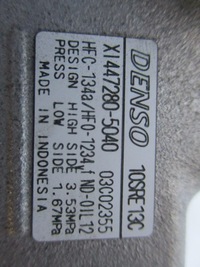 DENSO 10SRE13C
X1447280-5040 03C02355
HFC-134a/HFO-1234yf ND-OIL12
DESIGN HIGH SIDE 3.53MPa
PRESS LOW SIDE 1.67MPa
MADE IN INDONESIA